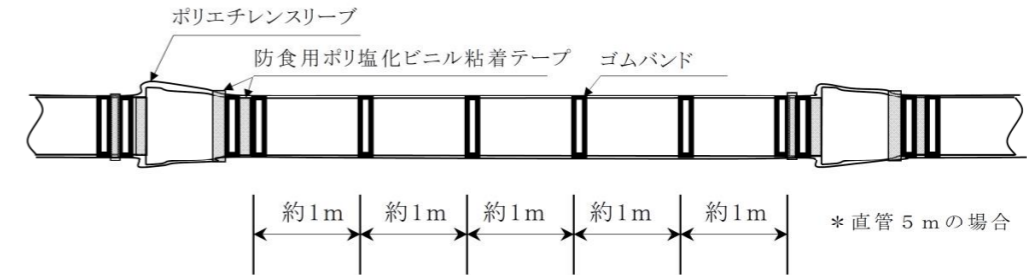 ポリエチレンスリーブ
防食用ポリ塩化ビニル粘着テープ
ゴムバンド
約1m
約1m
約1m
約1m
約1m
＊直管５ｍの場合